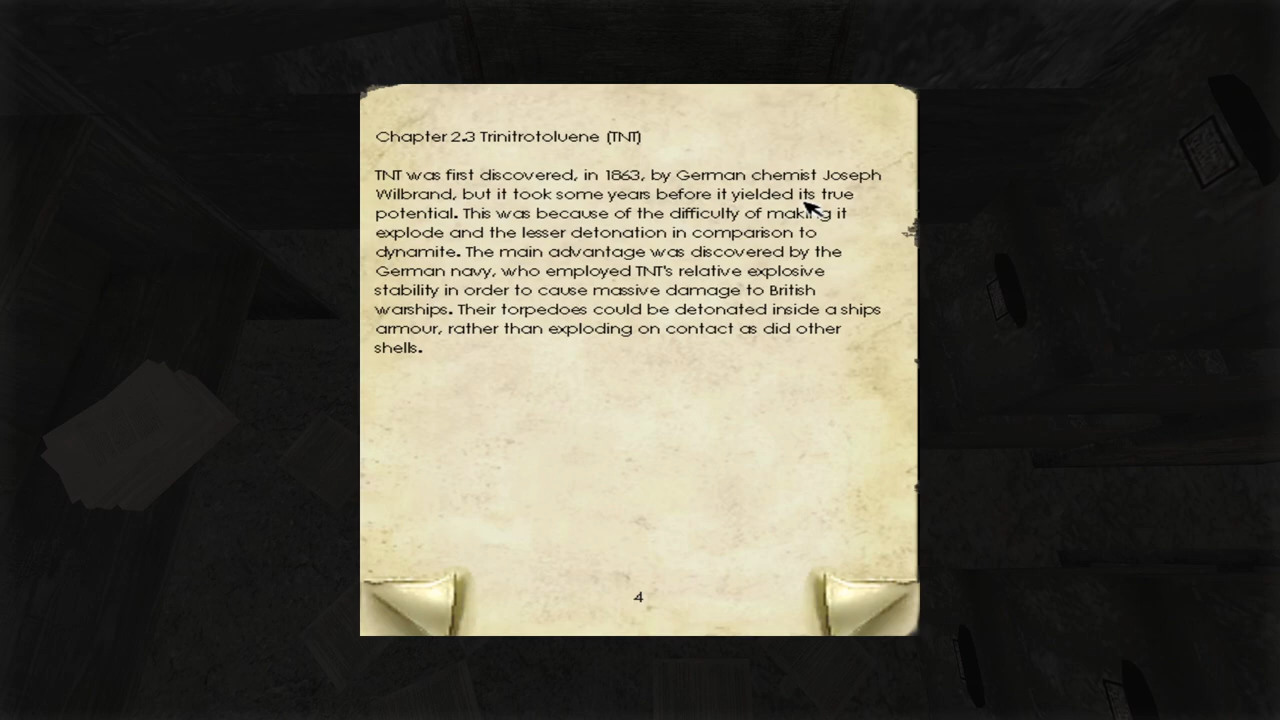 Chapter 2.3 Trinitrotoluene (TNT)
TNT was first discovered, in 1863, by German chemist Joseph
Wilbrand, but it took some years before it yielded its true
potential. This was because of the difficulty of making it
explode and the lesser detonation in comparison to
dynamite. The main advantage was discovered by the
German navy, who employed TNT's relative explosive
stability in order to cause massive damage to British
warships. Their torpedoes could be detonated inside a ships
armour, rather than exploding on contact as did other
shells.
4